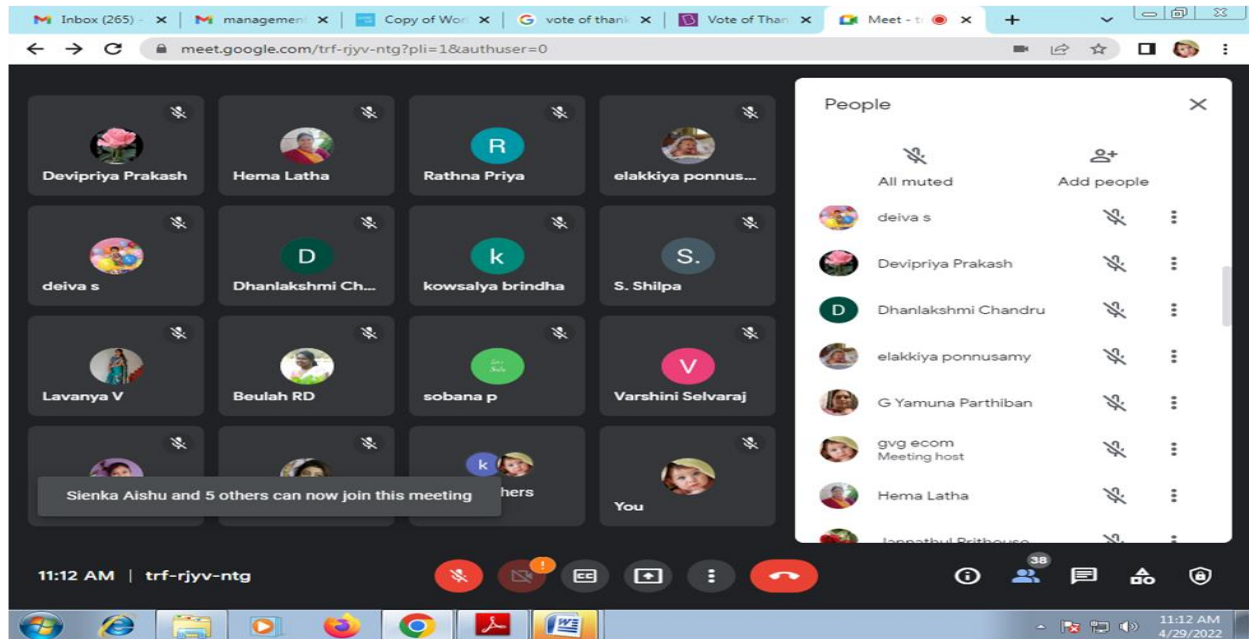 Inbox (265) -
management
Copy of Wor
vote of than
Vote of Than
Meet - t
meet.google.com/trf-rjyv-ntg?pli=1&authuser=0
People
All muted
Add people
Devipriya Prakash
Hema Latha
R
Rathna Priya
elakkiya ponnus...
deiva s
D
Dhanlakshmi Ch...
k
kowsalya brindha
S.
S. Shilpa
Lavanya V
Beulah RD
sobana p
V
Varshini Selvaraj
k
hers
You
Sienka Aishu and 5 others can now join this meeting
deiva s
Devipriya Prakash
D
Dhanlakshmi Chandru
elakkiya ponnusamy
G Yamuna Parthiban
gvg ecom
Meeting host
Hema Latha
Jannathul Prithouse
11:12 AM | trf-rjyv-ntg
CC
38
11:12 AM
4/29/2022